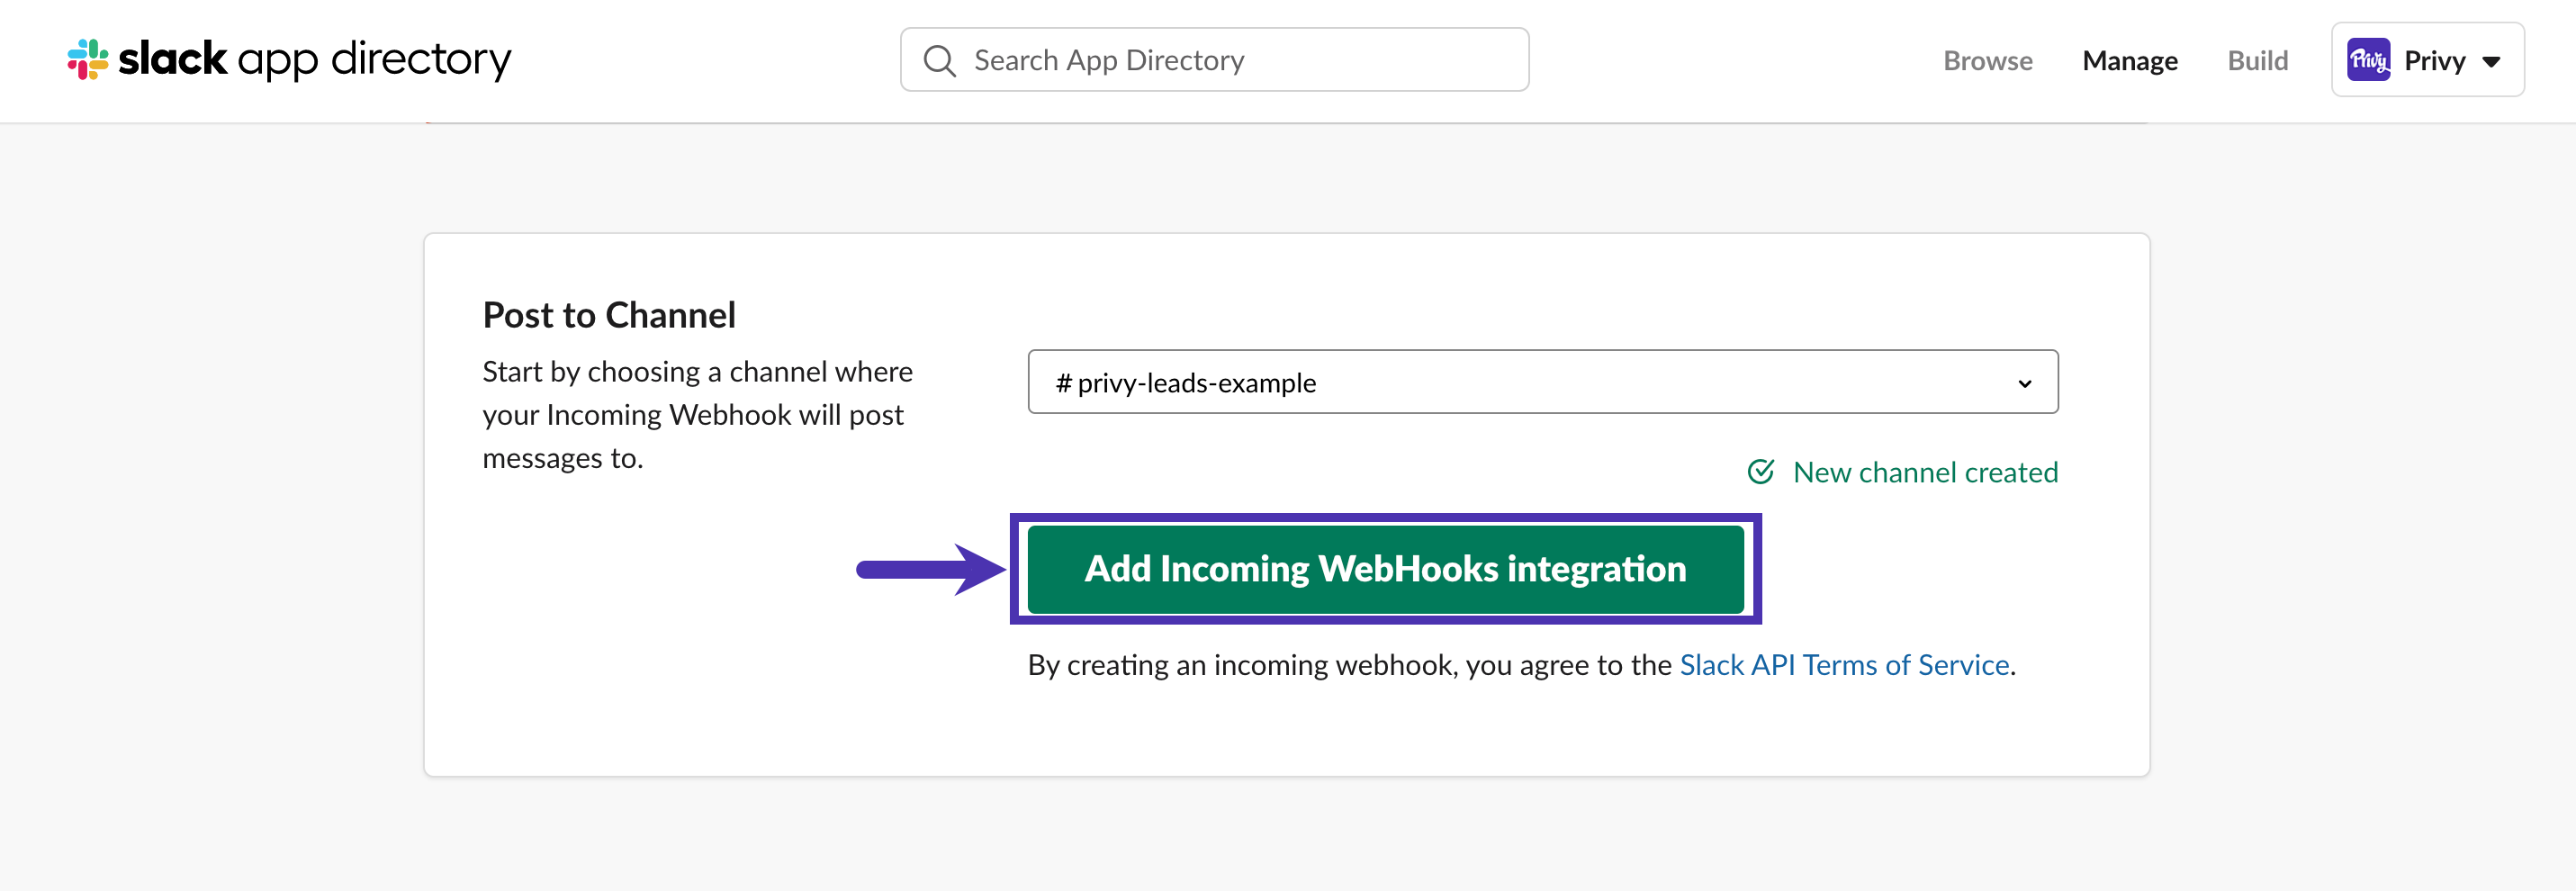 slack app directory
Search App Directory
Browse
Manage
Build
Privy
Privy
Post to Channel
Start by choosing a channel where
your Incoming Webhook will post
messages to.
# privy-leads-example
New channel created
Add Incoming WebHooks integration
By creating an incoming webhook, you agree to the Slack API Terms of Service.